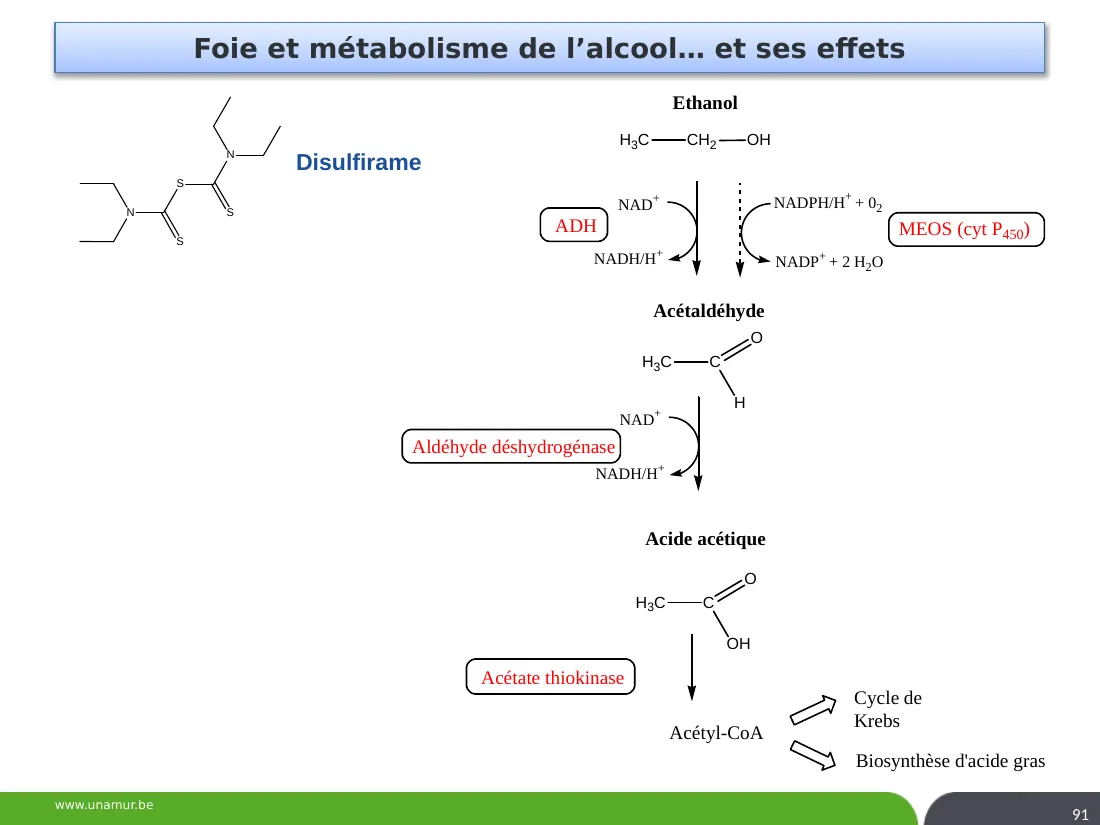 Foie et métabolisme de l’alcool… et ses effets
Disulfirame
N
S
S
N
S
Ethanol
H3C CH2 OH
NAD+
ADH
NADH/H+
NADPH/H+ + 02
MEOS (cyt P450)
NADP+ + 2 H2O
Acétaldéhyde
O
H3C C
H
NAD+
Aldéhyde déshydrogénase
NADH/H+
Acide acétique
O
H3C C
OH
Acétate thiokinase
Acétyl-CoA
Cycle de
Krebs
Biosynthèse d'acide gras
www.unamur.be
91